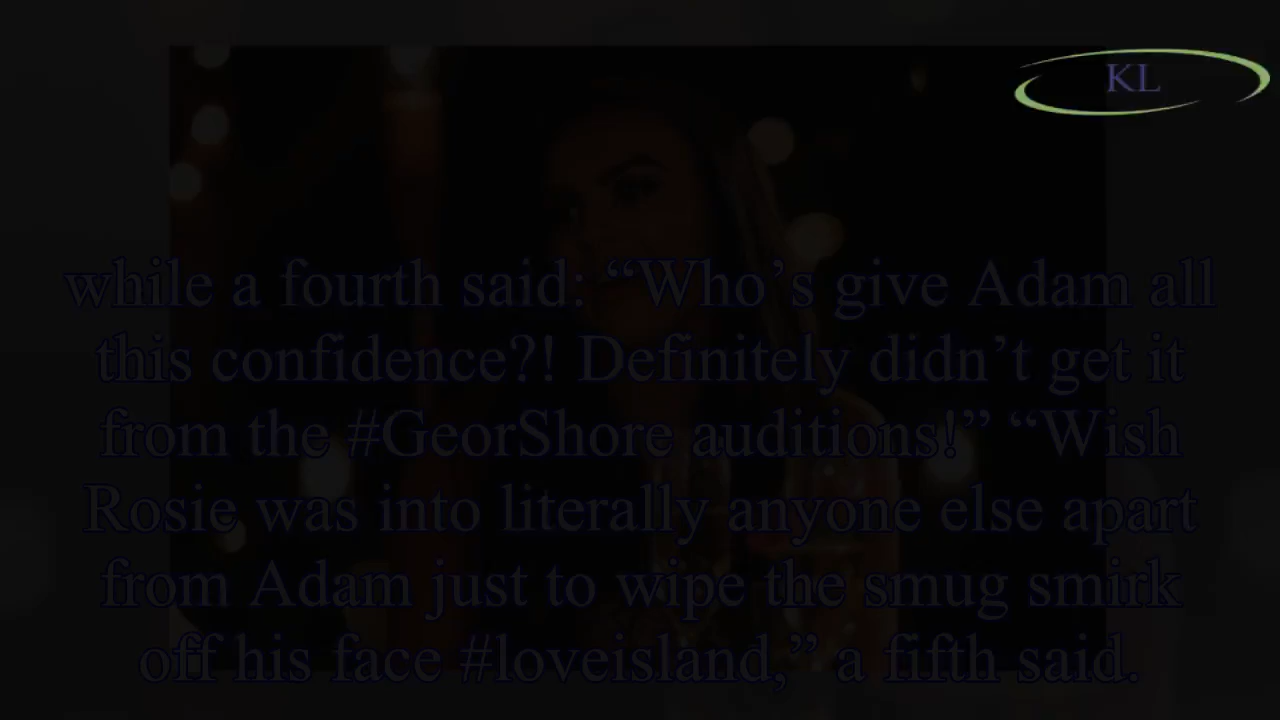 KL
while a fourth said: “Who’s give Adam all
this confidence?! Definitely didn’t get it
from the #GeorShore auditions!” “Wish
Rosie was into literally anyone else apart
from Adam just to wipe the smug smirk
off his face #loveisland,” a fifth said.